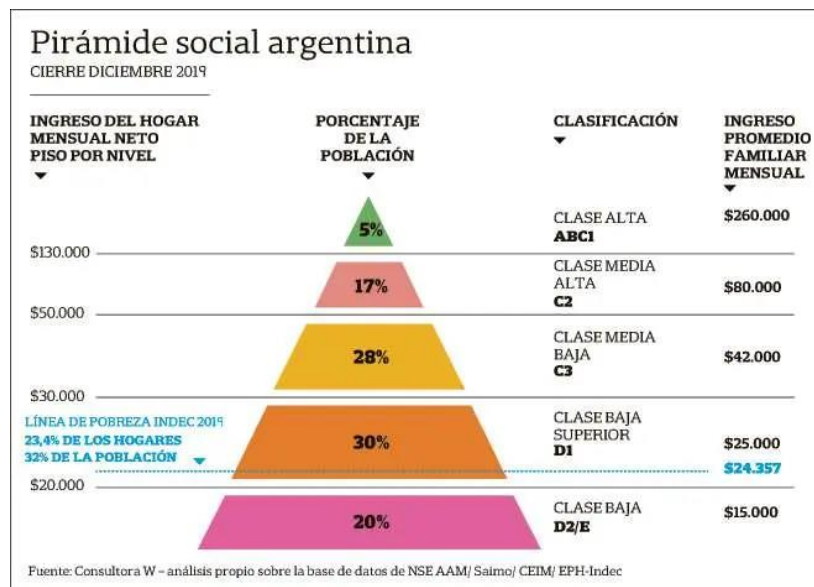 Pirámide social argentina
CIERRE DICIEMBRE 2019
INGRESO DEL HOGAR
MENSUAL NETO
PISO POR NIVEL
PORCENTAJE
DE LA
POBLACIÓN
CLASIFICACIÓN
INGRESO
PROMEDIO
FAMILIAR
MENSUAL
5%
CLASE ALTA
ABC1
$260.000
$130.000
17%
CLASE MEDIA
ALTA
C2
$80.000
$50.000
28%
CLASE MEDIA
BAJA
C3
$42.000
$30.000
LÍNEA DE POBREZA INDEC 2019
23,4% DE LOS HOGARES
32% DE LA POBLACIÓN
30%
CLASE BAJA
SUPERIOR
D1
$25.000
$24.357
$20.000
20%
CLASE BAJA
D2/E
$15.000
Fuente: Consultora W – análisis propio sobre la base de datos de NSE AAM/ Saimo/ CEIM/ EPH-Indec